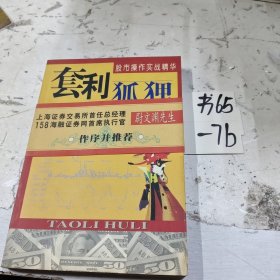 股市操作实战精华
套利
狐狸
上海证券交易所首任总经理
158海融证券网首席执行官
尉文渊先生
作序并推荐
TAOLI HULI
书65
-7b